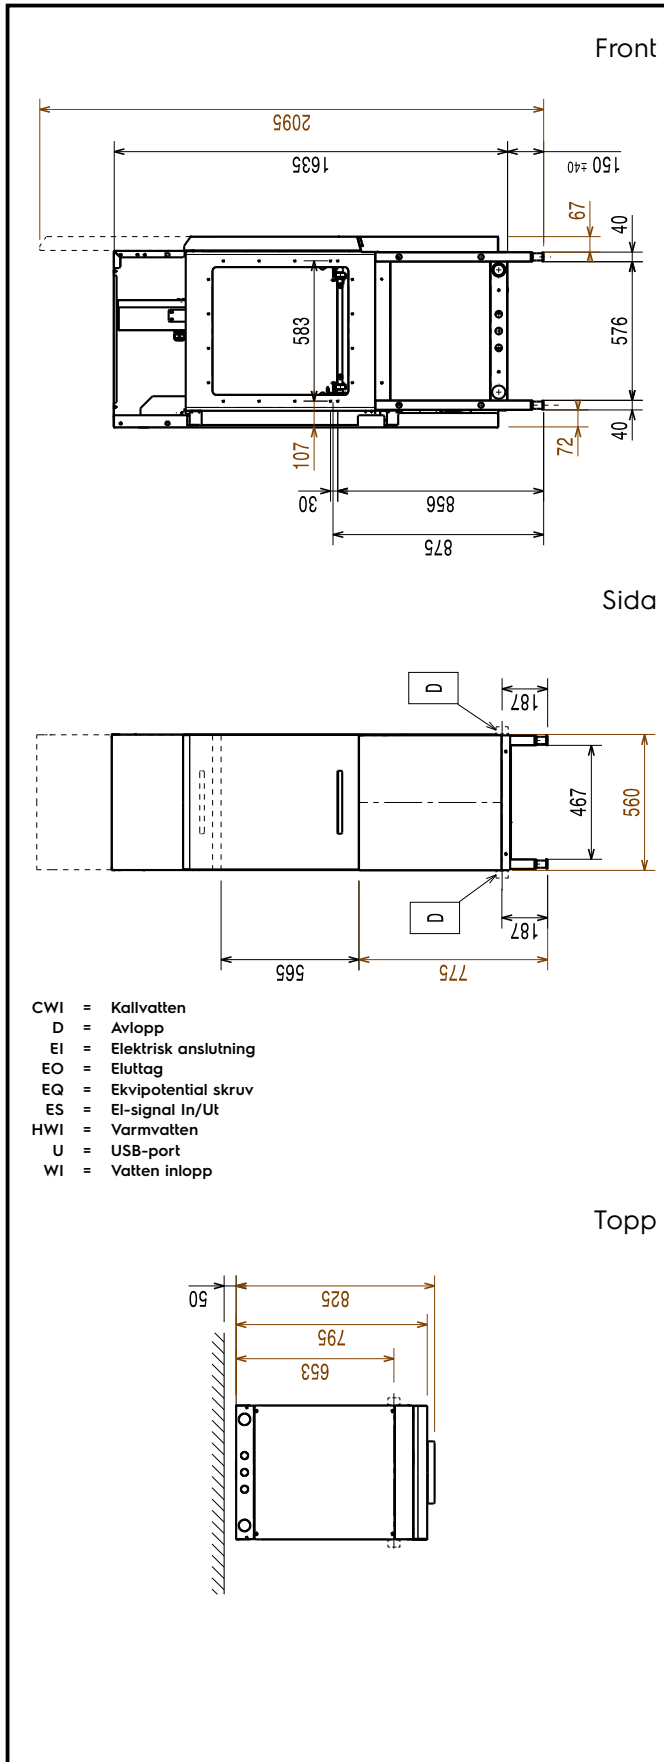 Front
2095
1635
150 ±40
67
40
583
576
107
72
40
30
856
875
Sida
D
187
467
560
D
187
565
775
CWI = Kallvatten
D = Avlopp
EI = Elektrisk anslutning
EO = Eluttag
EQ = Ekvipotential skruv
ES = El-signal In/Ut
HWI = Varmvatten
U = USB-port
WI = Vatten inlopp
Topp
50
825
795
653